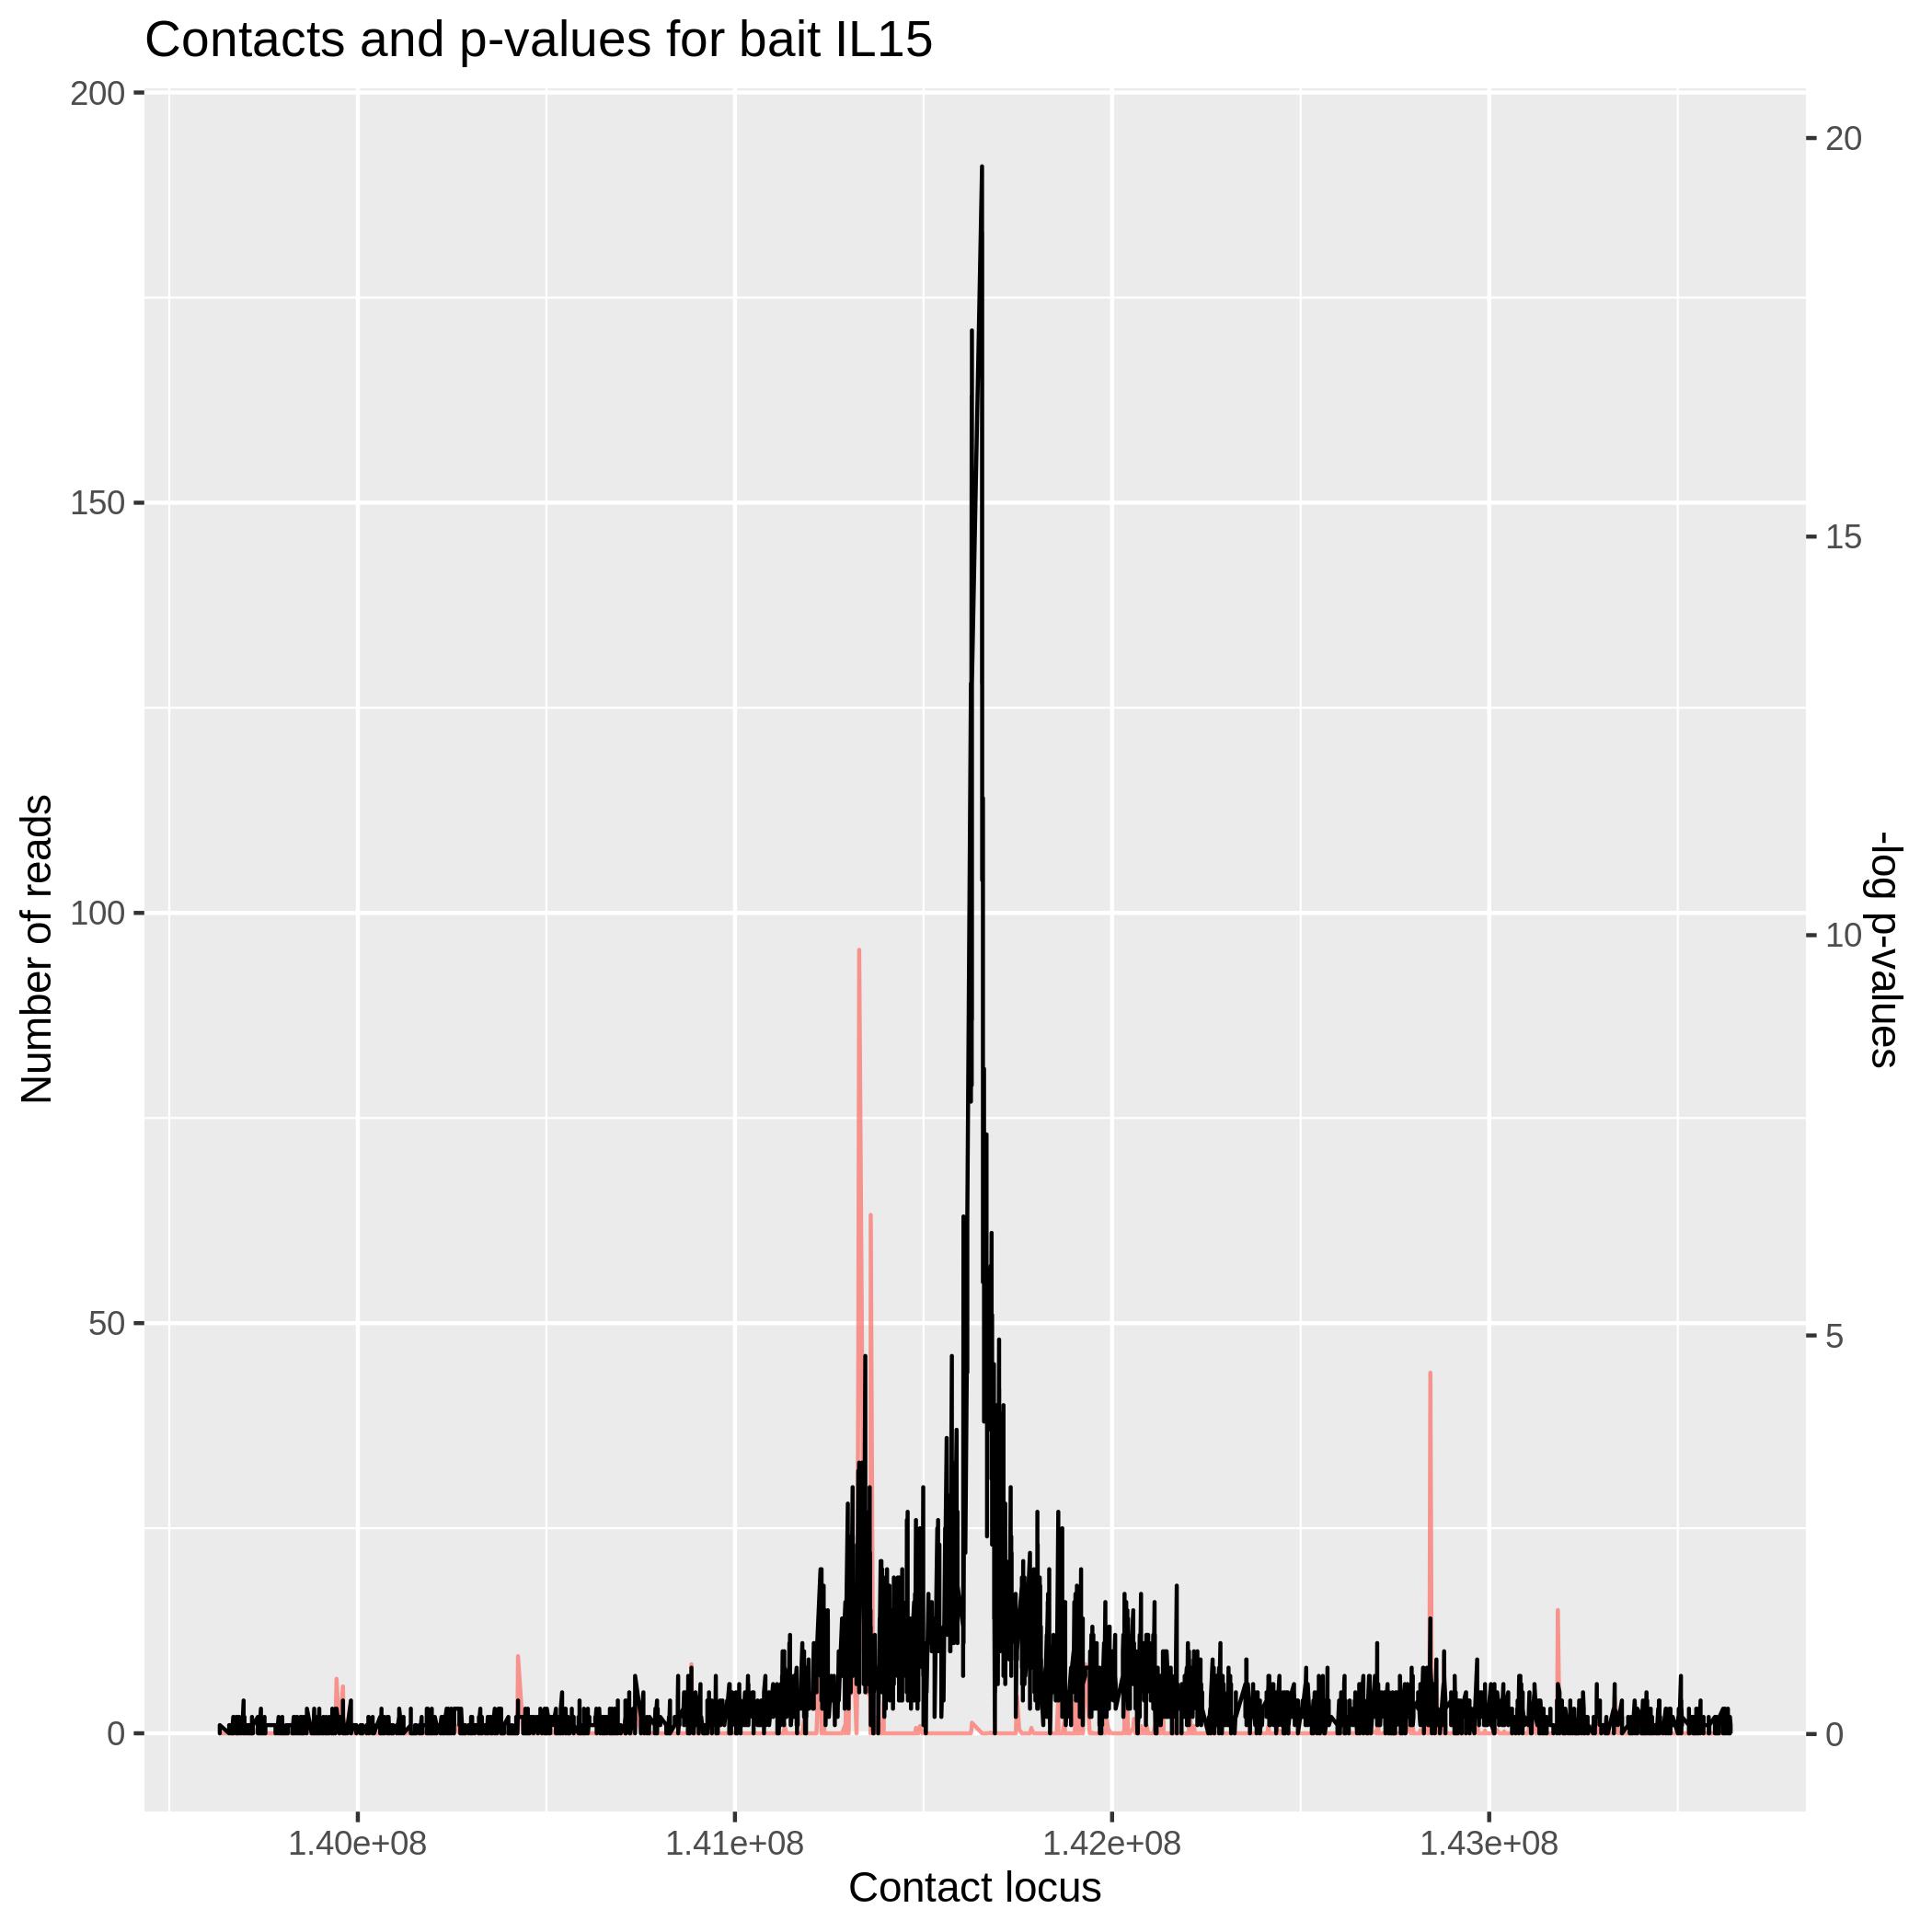 Contacts and p-values for bait IL15
200
150
100
50
0
Number of reads
20
15
10
5
0
-log p-values
1.40e+08
1.41e+08
1.42e+08
1.43e+08
Contact locus